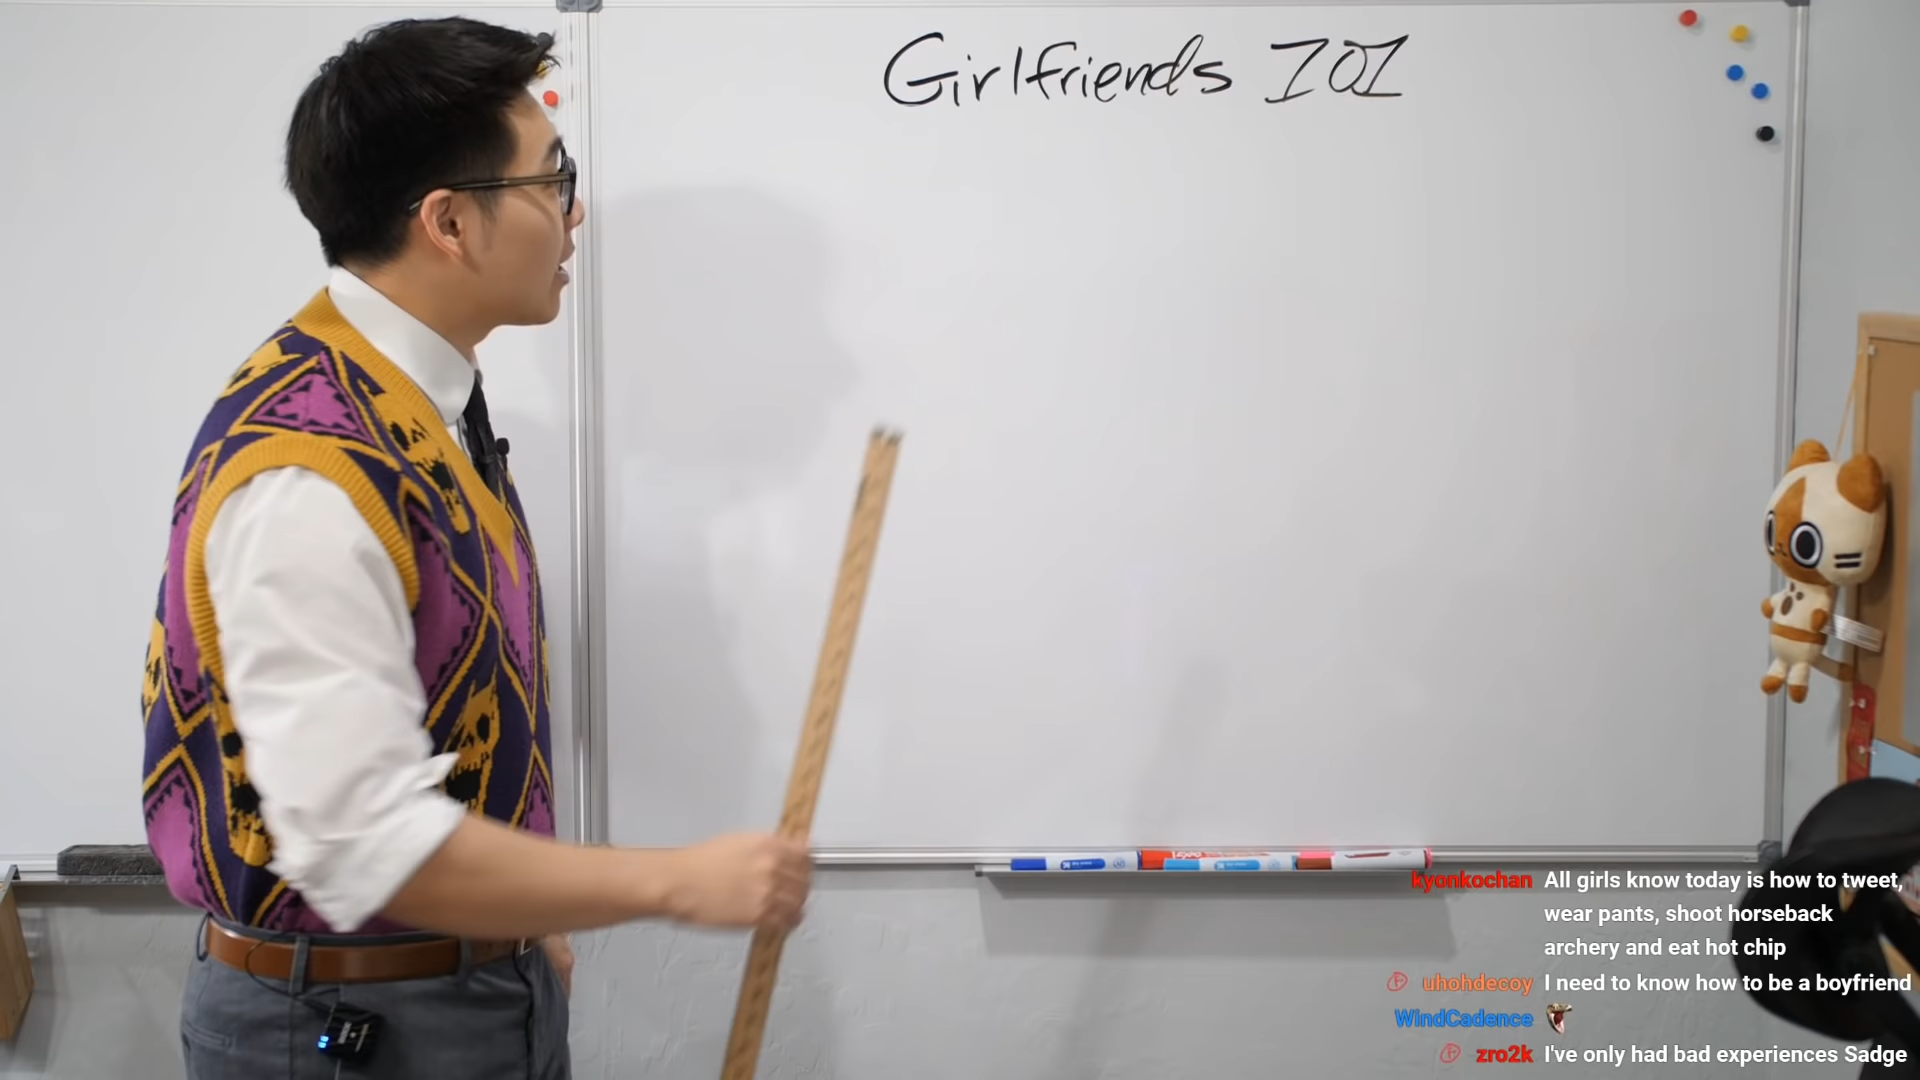 Girlfriends 101
kyonkochan All girls know today is how to tweet,
wear pants, shoot horseback
archery and eat hot chip
uhohdecoy I need to know how to be a boyfriend
WindCadence
zro2k I've only had bad experiences Sadge